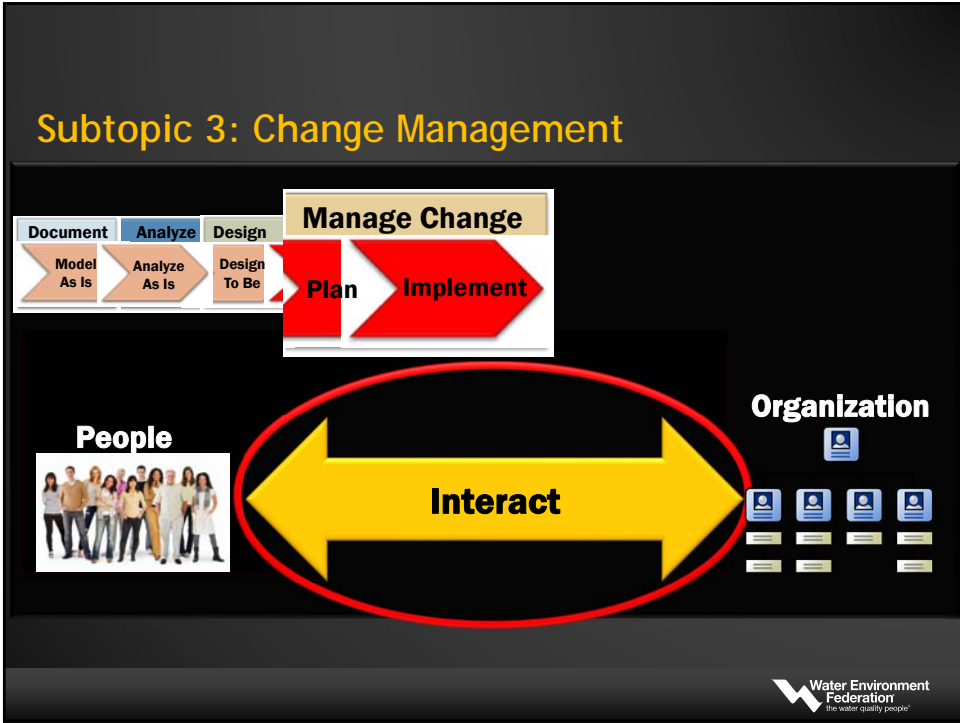 Subtopic 3: Change Management
Manage Change
Document Analyze Design
Model
As Is
Analyze
As Is
Design
To Be
Plan
Implement
People
Interact
Organization
Water Environment
Federation
the water quality people®